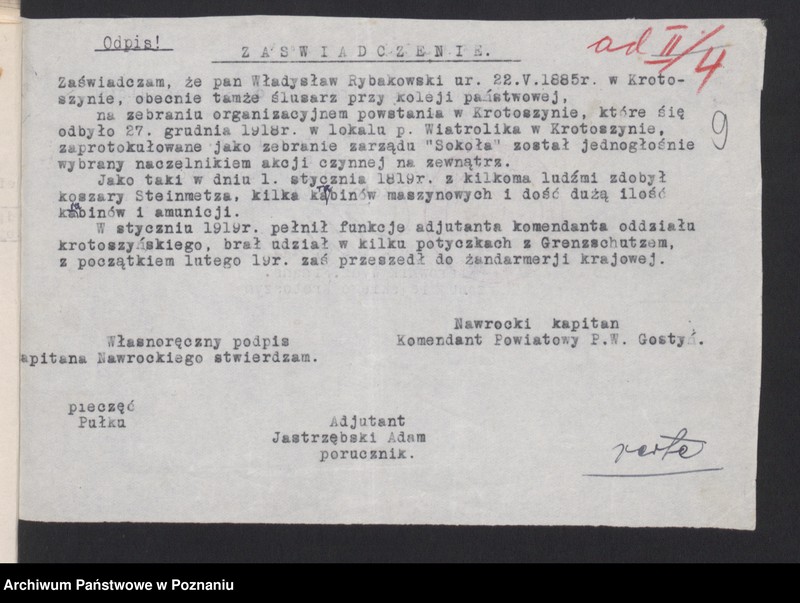 Odpis!
ad II/4
ZAŚWIADCZENIE.
9
Zaświadczam, że pan Władysław Rybakowski ur. 22.V.1885r. w Kroto-
szynie, obecnie tamże ślusarz przy koleji państwowej,
na zebraniu organizacyjnem powstania w Krotoszynie, które się
odbyło 27. grudnia 1918r. w lokalu p. Wiatrolika w Krotoszynie,
zaprotokułowane jako zebranie zarządu "Sokoła" został jednogłośnie
wybrany naczelnikiem akcji czynnej na zewnątrz.
Jako taki w dniu 1. stycznia 1819r. z kilkoma ludźmi zdobył
koszary Steinmetza, kilka karabinów maszynowych i dość dużą ilość
karabinów i amunicji.
W styczniu 1919r. pełnił funkcje adjutanta komendanta oddziału
krotoszyńskiego, brał udział w kilku potyczkach z Grenzschutzem,
z początkiem lutego 19r. zaś przeszedł do żandarmerji krajowej.
Nawrocki kapitan
Komendant Powiatowy P.W. Gostyń.
Własnoręczny podpis
apitana Nawrockiego stwierdzam.
pieczęć
Pułku
Adjutant
Jastrzębski Adam
porucznik.
verte
Archiwum Państwowe w Poznaniu